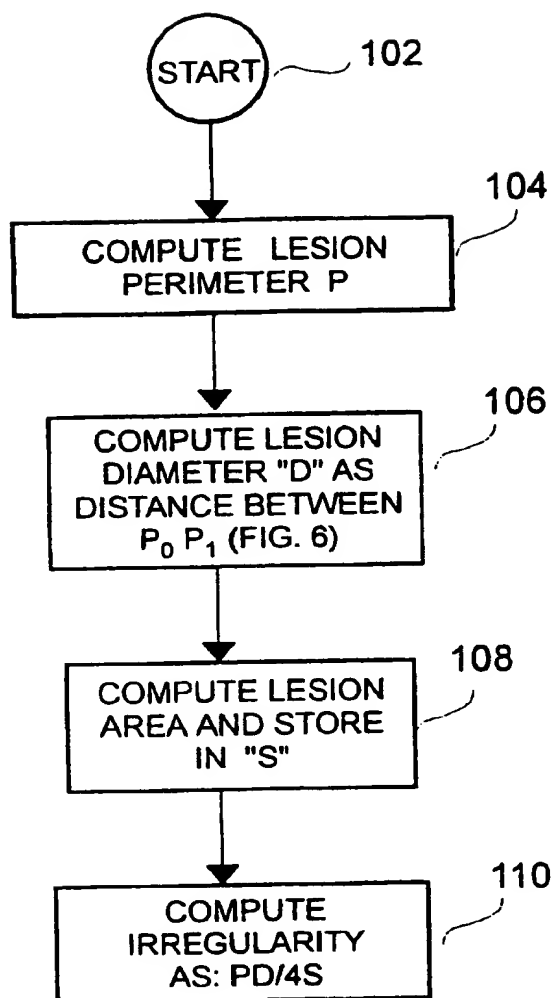 START
102
104
COMPUTE LESION
PERIMETER P
106
COMPUTE LESION
DIAMETER "D" AS
DISTANCE BETWEEN
P₀ P₁ (FIG. 6)
108
COMPUTE LESION
AREA AND STORE
IN "S"
110
COMPUTE
IRREGULARITY
AS: PD/4S